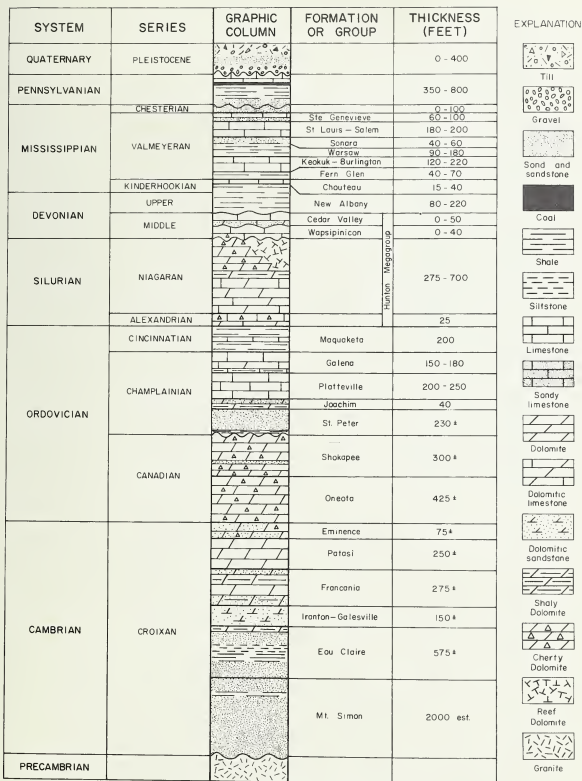 SYSTEM SERIES GRAPHIC COLUMN FORMATION OR GROUP THICKNESS (FEET)
QUATERNARY PLEISTOCENE 0 - 400
PENNSYLVANIAN 350 - 800
MISSISSIPPIAN
CHESTERIAN 0 - 100
VALMEYERAN
Ste Genevieve 60 - 100
St Louis – Salem 180 - 200
Sonora 40 - 60
Warsaw 90 - 180
Keokuk - Burlington 120 - 220
Fern Glen 40 - 70
KINDERHOOKIAN Chouteau 15 - 40
DEVONIAN
UPPER New Albany 80 - 220
MIDDLE
Cedar Valley 0 - 50
Wapsipinicon 0 - 40
Hunton Megagroup
SILURIAN
NIAGARAN 275 - 700
ALEXANDRIAN 25
ORDOVICIAN
CINCINNATIAN Maquoketa 200
CHAMPLAINIAN
Galena 150 - 180
Platteville 200 - 250
Joachim 40
St. Peter 230 ±
CANADIAN
Shakopee 300 ±
Oneota 425 ±
CAMBRIAN
CROIXAN
Eminence 75 ±
Potosi 250 ±
Franconia 275 ±
Ironton - Galesville 150 ±
Eau Claire 575 ±
Mt. Simon 2000 est.
PRECAMBRIAN
EXPLANATION
Till
Gravel
Sand and
sandstone
Coal
Shale
Siltstone
Limestone
Sandy
limestone
Dolomite
Dolomitic
limestone
Dolomitic
sandstone
Shaly
Dolomite
Cherty
Dolomite
Reef
Dolomite
Granite